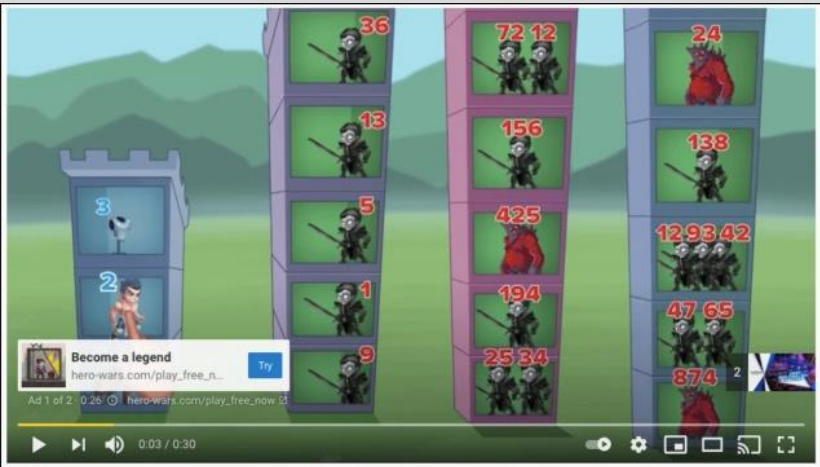 36
72 12
24
13
156
138
3
5
425
12 93 42
2
1
194
47 65
Become a legend
hero-wars.com/play_free_n...
Try
9
25 34
874
2
Ad 1 of 2 · 0:26
hero-wars.com/play_free_now
0:03 / 0:30